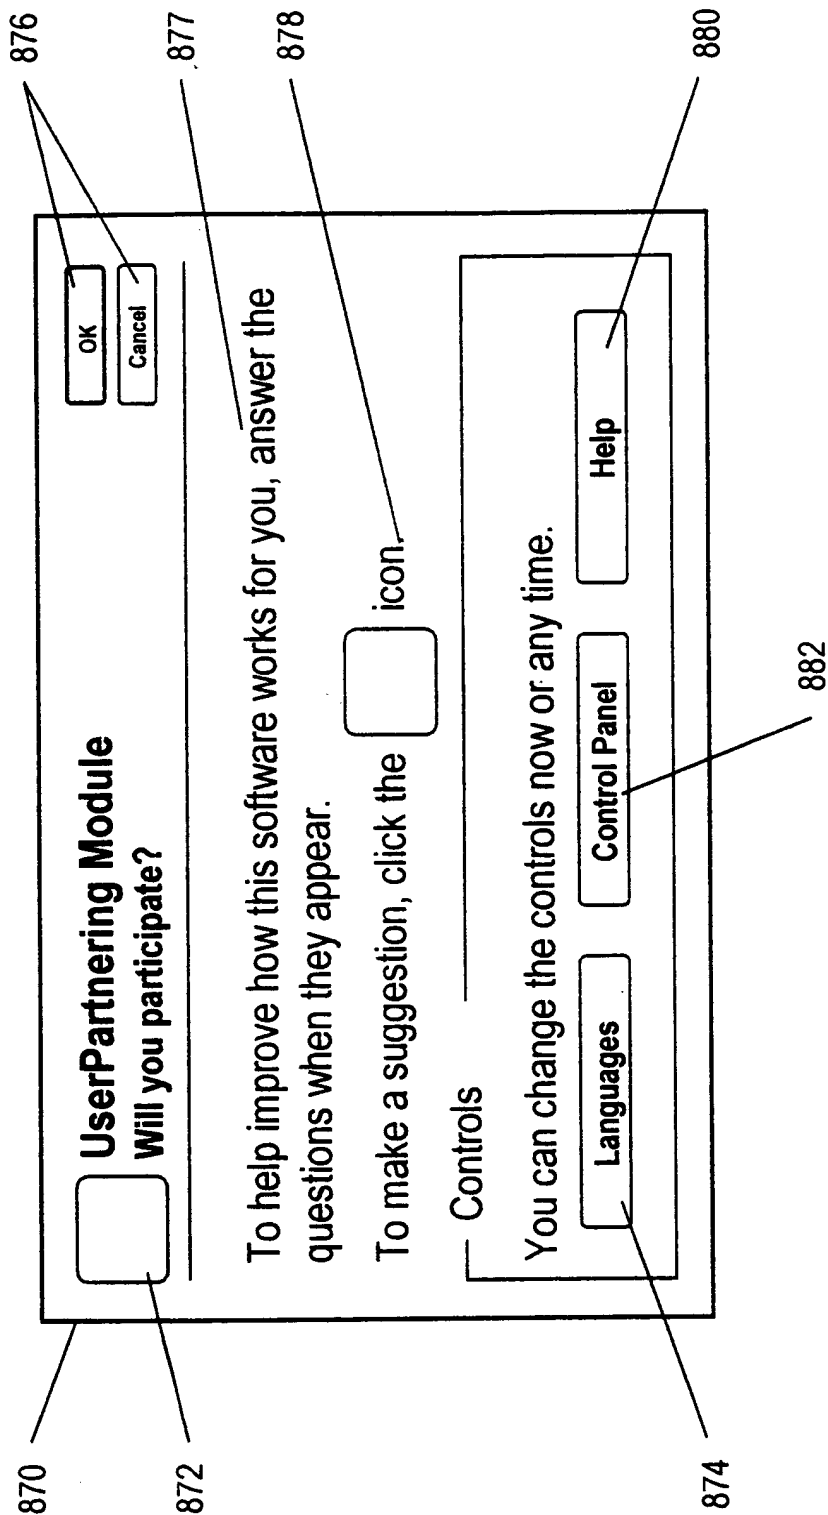 876
877
878
880
UserPartnering Module
Will you participate?
OK
Cancel
To help improve how this software works for you, answer the
questions when they appear.
To make a suggestion, click the icon.
Controls
You can change the controls now or any time.
Languages
Control Panel
Help
870
872
874
882